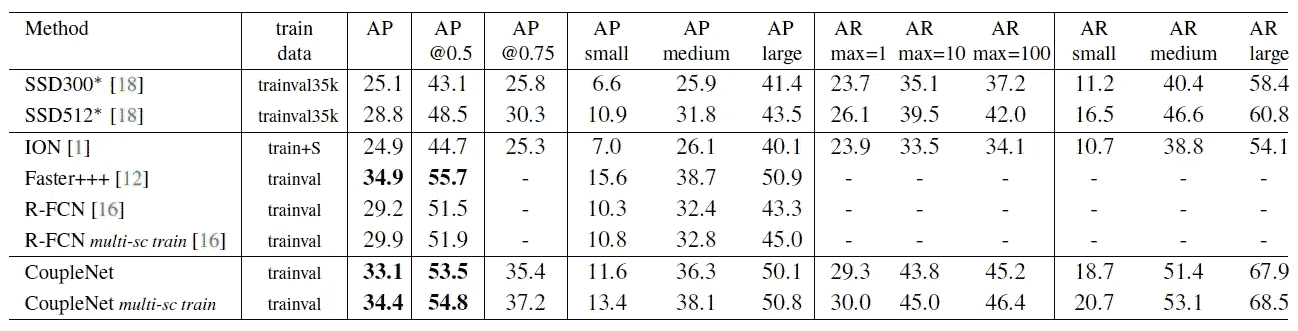 Method train AP AP AP AP AP AP AR AR AR AR AR AR
data @0.5 @0.75 small medium large max=1 max=10 max=100 small medium large
SSD300* [18] trainval35k 25.1 43.1 25.8 6.6 25.9 41.4 23.7 35.1 37.2 11.2 40.4 58.4
SSD512* [18] trainval35k 28.8 48.5 30.3 10.9 31.8 43.5 26.1 39.5 42.0 16.5 46.6 60.8
ION [1] train+S 24.9 44.7 25.3 7.0 26.1 40.1 23.9 33.5 34.1 10.7 38.8 54.1
Faster+++ [12] trainval 34.9 55.7 - 15.6 38.7 50.9 - - - - - -
R-FCN [16] trainval 29.2 51.5 - 10.3 32.4 43.3 - - - - - -
R-FCN multi-sc train [16] trainval 29.9 51.9 - 10.8 32.8 45.0 - - - - - -
CoupleNet trainval 33.1 53.5 35.4 11.6 36.3 50.1 29.3 43.8 45.2 18.7 51.4 67.9
CoupleNet multi-sc train trainval 34.4 54.8 37.2 13.4 38.1 50.8 30.0 45.0 46.4 20.7 53.1 68.5